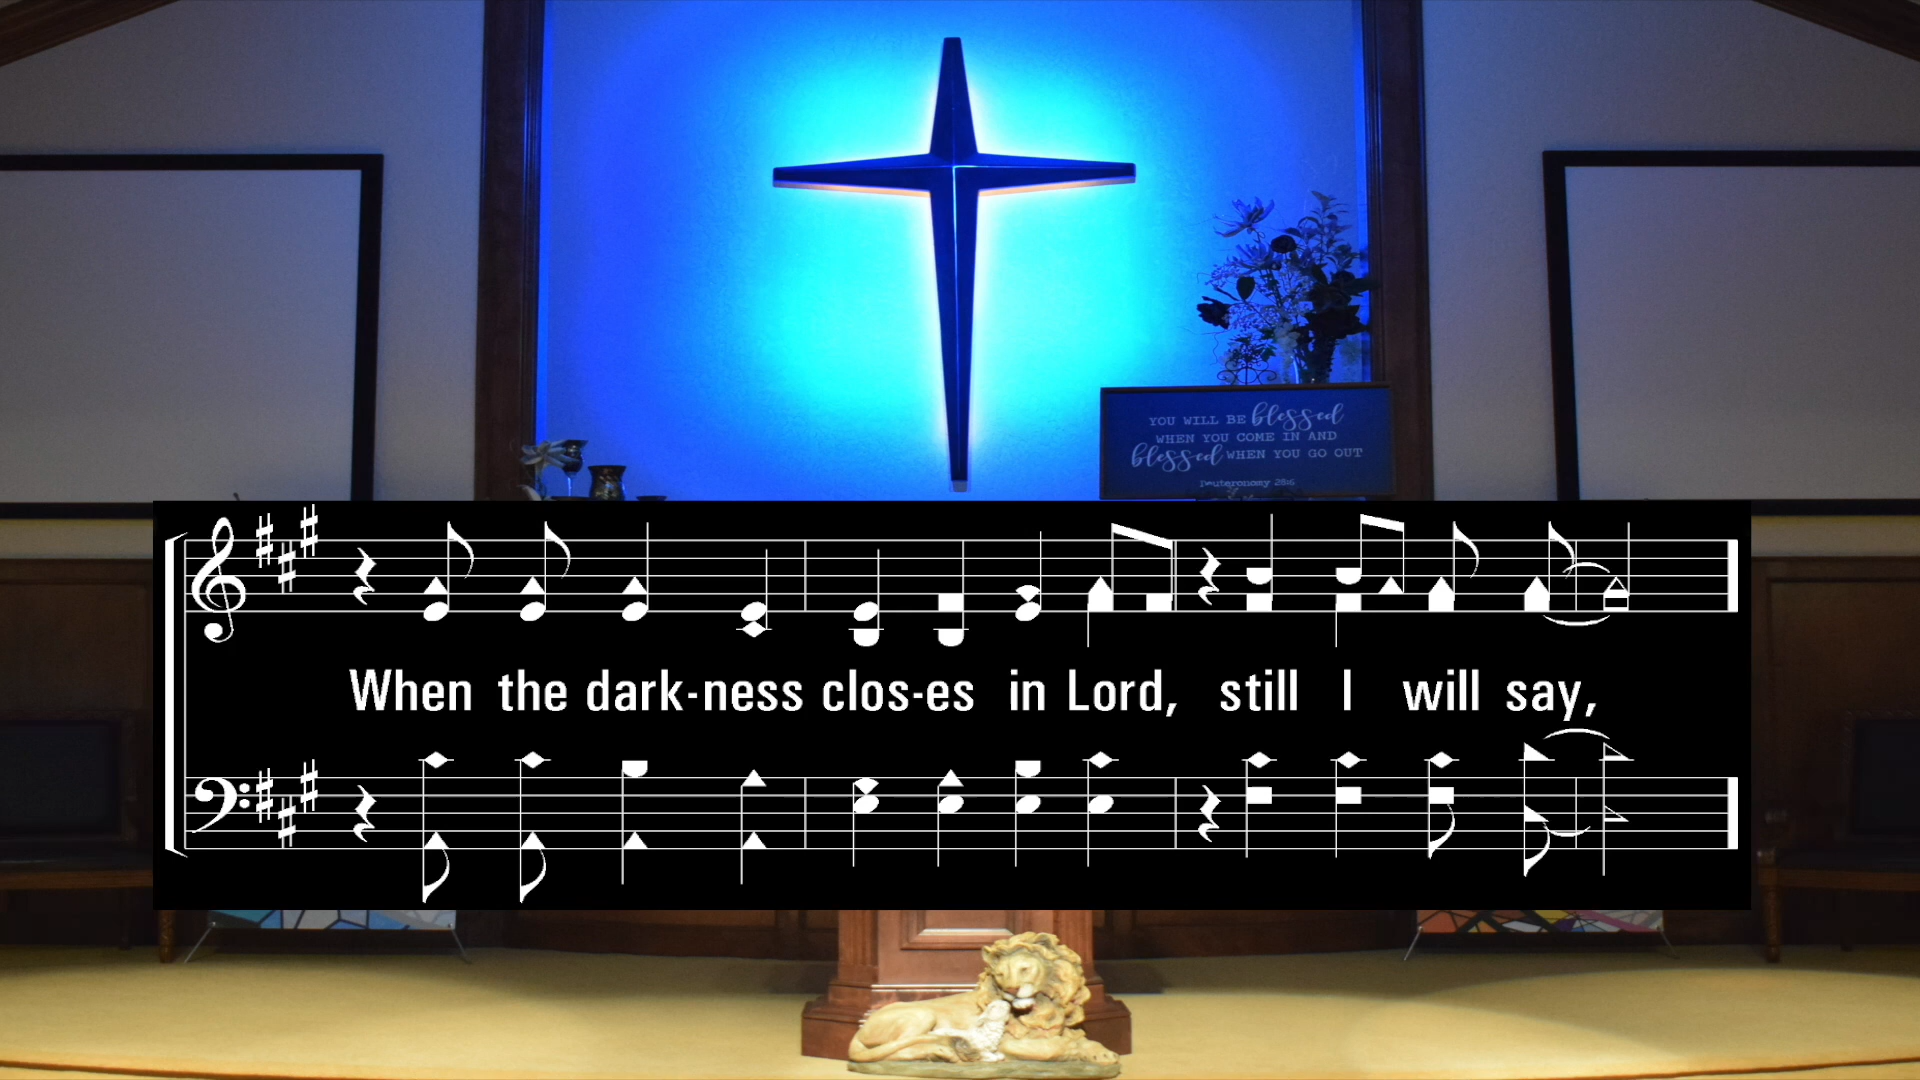 YOU WILL BE blessed
WHEN YOU COME IN AND
blessed WHEN YOU GO OUT
Deuteronomy 28:6
When the dark-ness clos-es in Lord, still I will say,